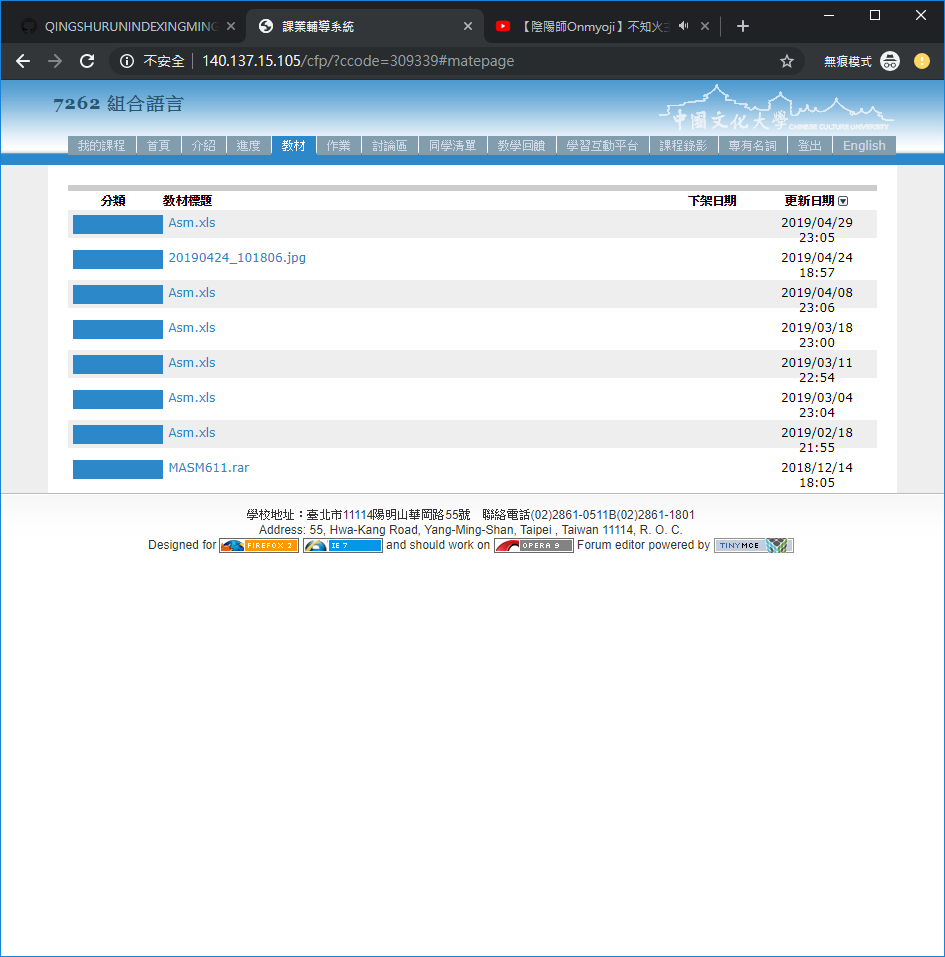 QINGSHURUNINDEXINGMING
課業輔導系統
【陰陽師Onmyoji】不知火主
不安全 140.137.15.105/cfp/?ccode=309339#matepage 無痕模式
7262 組合語言
中國文化大學 CHINESE CULTURE UNIVERSITY
我的課程 首頁 介紹 進度 教材 作業 討論區 同學清單 教學回饋 學習互動平台 課程錄影 專有名詞 登出 English
分類 教材標題 下架日期 更新日期
Asm.xls 2019/04/29
23:05
20190424_101806.jpg 2019/04/24
18:57
Asm.xls 2019/04/08
23:06
Asm.xls 2019/03/18
23:00
Asm.xls 2019/03/11
22:54
Asm.xls 2019/03/04
23:04
Asm.xls 2019/02/18
21:55
MASM611.rar 2018/12/14
18:05
學校地址：臺北市11114陽明山華岡路55號 聯絡電話(02)2861-0511B(02)2861-1801
Address: 55, Hwa-Kang Road, Yang-Ming-Shan, Taipei , Taiwan 11114, R. O. C.
Designed for FIREFOX 2 IE 7 and should work on OPERA 9 Forum editor powered by TINYMCE